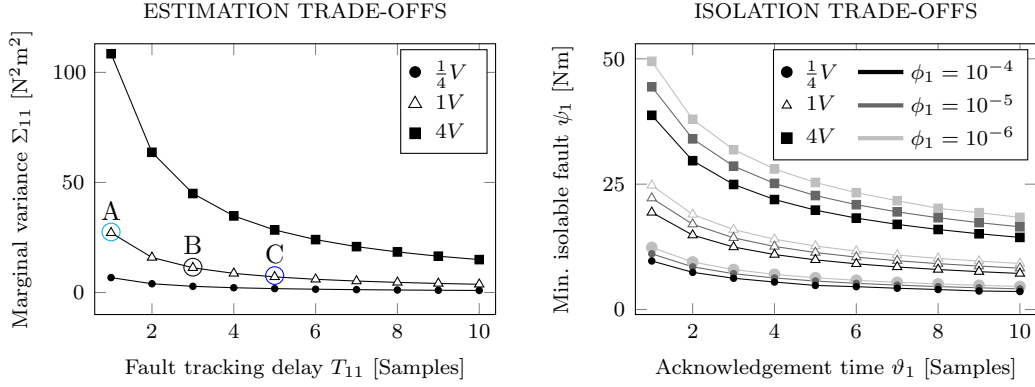 ESTIMATION TRADE-OFFS
Marginal variance Σ₁₁ [N²m²]
100
50
0
2 4 6 8 10
Fault tracking delay T₁₁ [Samples]
¼V
1V
4V
A
B
C
ISOLATION TRADE-OFFS
Min. isolable fault ψ₁ [Nm]
50
25
0
2 4 6 8 10
Acknowledgement time ϑ₁ [Samples]
¼V ϕ₁ = 10⁻⁴
1V ϕ₁ = 10⁻⁵
4V ϕ₁ = 10⁻⁶